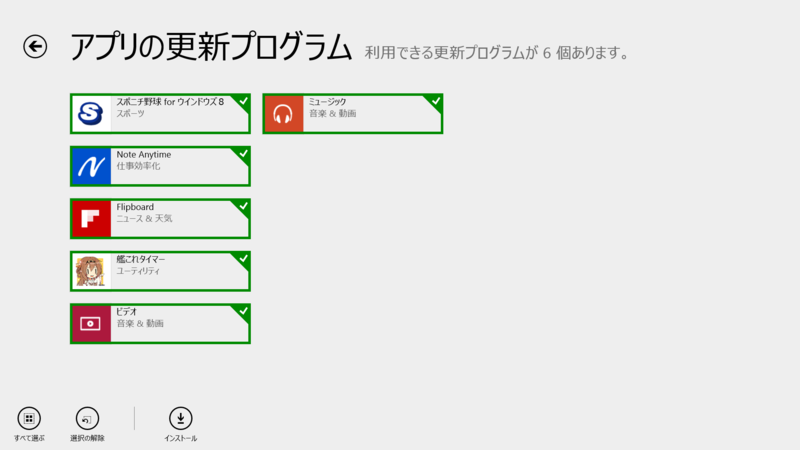 アプリの更新プログラム 利用できる更新プログラムが 6 個あります。
スポニチ野球 for ウインドウズ8
スポーツ
ミュージック
音楽 & 動画
Note Anytime
仕事効率化
Flipboard
ニュース & 天気
艦これタイマー
ユーティリティ
ビデオ
音楽 & 動画
すべて選ぶ
選択の解除
インストール